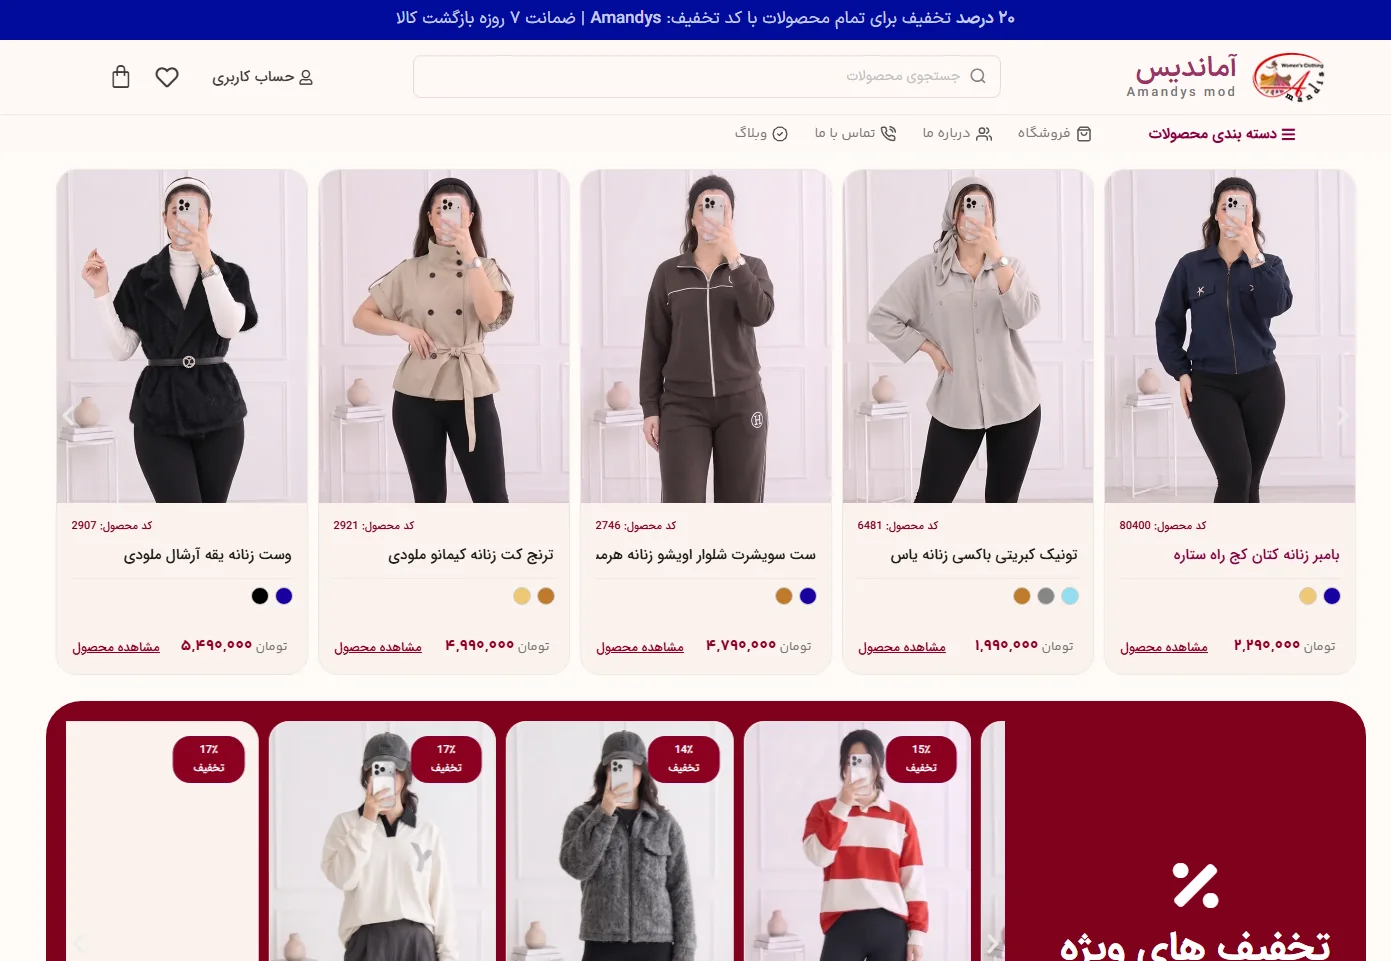 ۲۰ درصد تخفیف برای تمام محصولات با کد تخفیف: Amandys | ضمانت ۷ روزه بازگشت کالا
آماندیس
Amandys mod
Women's Clothing
جستجوی محصولات
حساب کاربری
دسته بندی محصولات
فروشگاه
درباره ما
تماس با ما
وبلاگ
کد محصول: 80400
بامبر زنانه کتان کج راه ستاره
تومان ۲,۲۹۰,۰۰۰
مشاهده محصول
کد محصول: 6481
تونیک کبریتی باکسی زنانه یاس
تومان ۱,۹۹۰,۰۰۰
مشاهده محصول
کد محصول: 2746
ست سویشرت شلوار اویشو زنانه هرمس
تومان ۴,۷۹۰,۰۰۰
مشاهده محصول
کد محصول: 2921
ترنج کت زنانه کیمانو ملودی
تومان ۴,۹۹۰,۰۰۰
مشاهده محصول
کد محصول: 2907
وست زنانه یقه آرشال ملودی
تومان ۵,۴۹۰,۰۰۰
مشاهده محصول
٪
تخفیف های ویژه
15٪
تخفیف
14٪
تخفیف
17٪
تخفیف
17٪
تخفیف